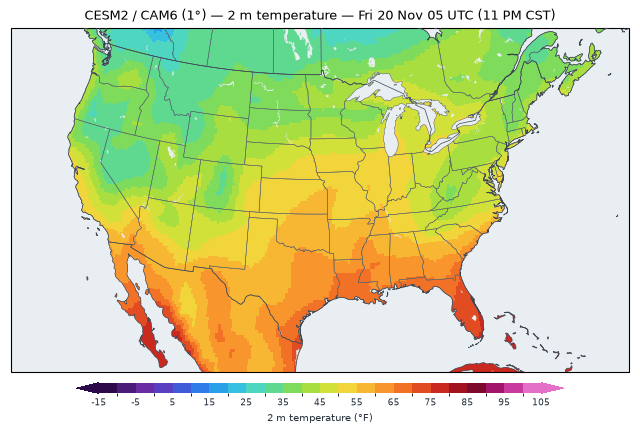 CESM2 / CAM6 (1°) — 2 m temperature — Fri 20 Nov 05 UTC (11 PM CST)
-15 -5 5 15 25 35 45 55 65 75 85 95 105
2 m temperature (°F)